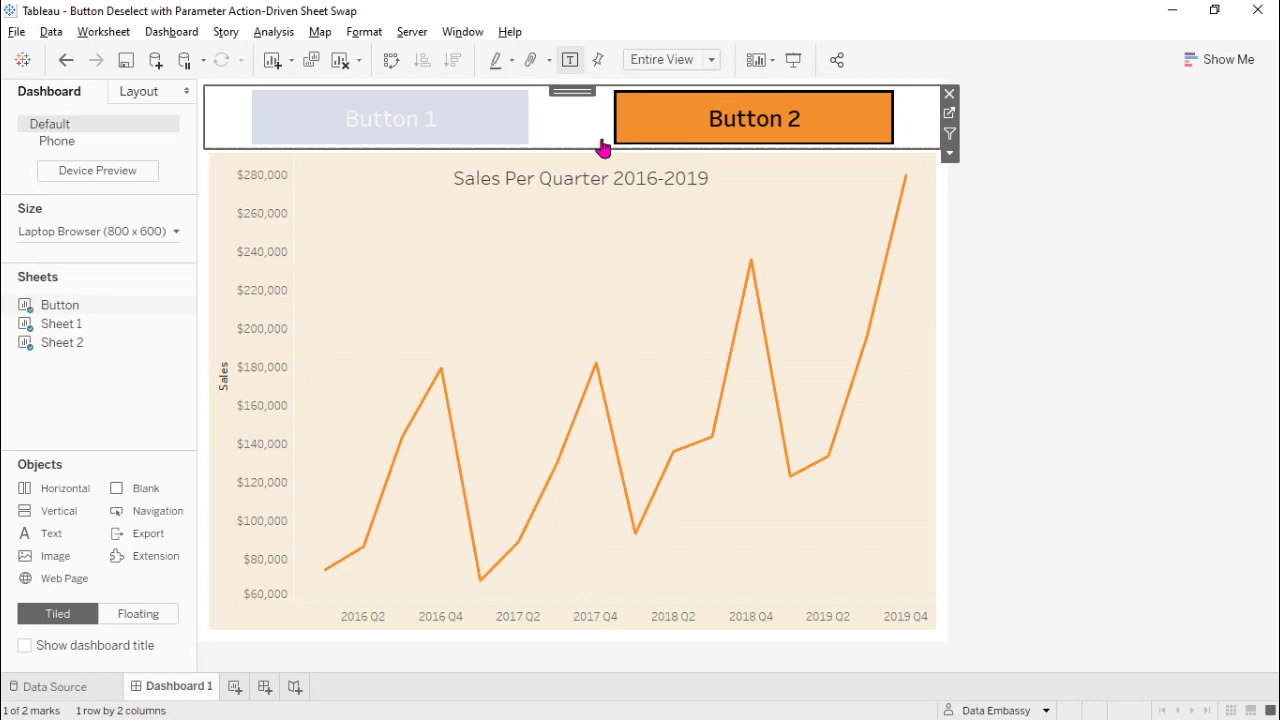 Tableau - Button Deselect with Parameter Action-Driven Sheet Swap
File Data Worksheet Dashboard Story Analysis Map Format Server Window Help
Entire View
Show Me
Dashboard Layout
Default
Phone
Device Preview
Size
Laptop Browser (800 x 600)
Sheets
Button
Sheet 1
Sheet 2
Objects
Horizontal Blank
Vertical Navigation
A Text Export
Image Extension
Web Page
Tiled Floating
Show dashboard title
Button 1 Button 2
Sales Per Quarter 2016-2019
Sales
$280,000
$260,000
$240,000
$220,000
$200,000
$180,000
$160,000
$140,000
$120,000
$100,000
$80,000
$60,000
2016 Q2 2016 Q4 2017 Q2 2017 Q4 2018 Q2 2018 Q4 2019 Q2 2019 Q4
Data Source Dashboard 1
1 of 2 marks 1 row by 2 columns
Data Embassy